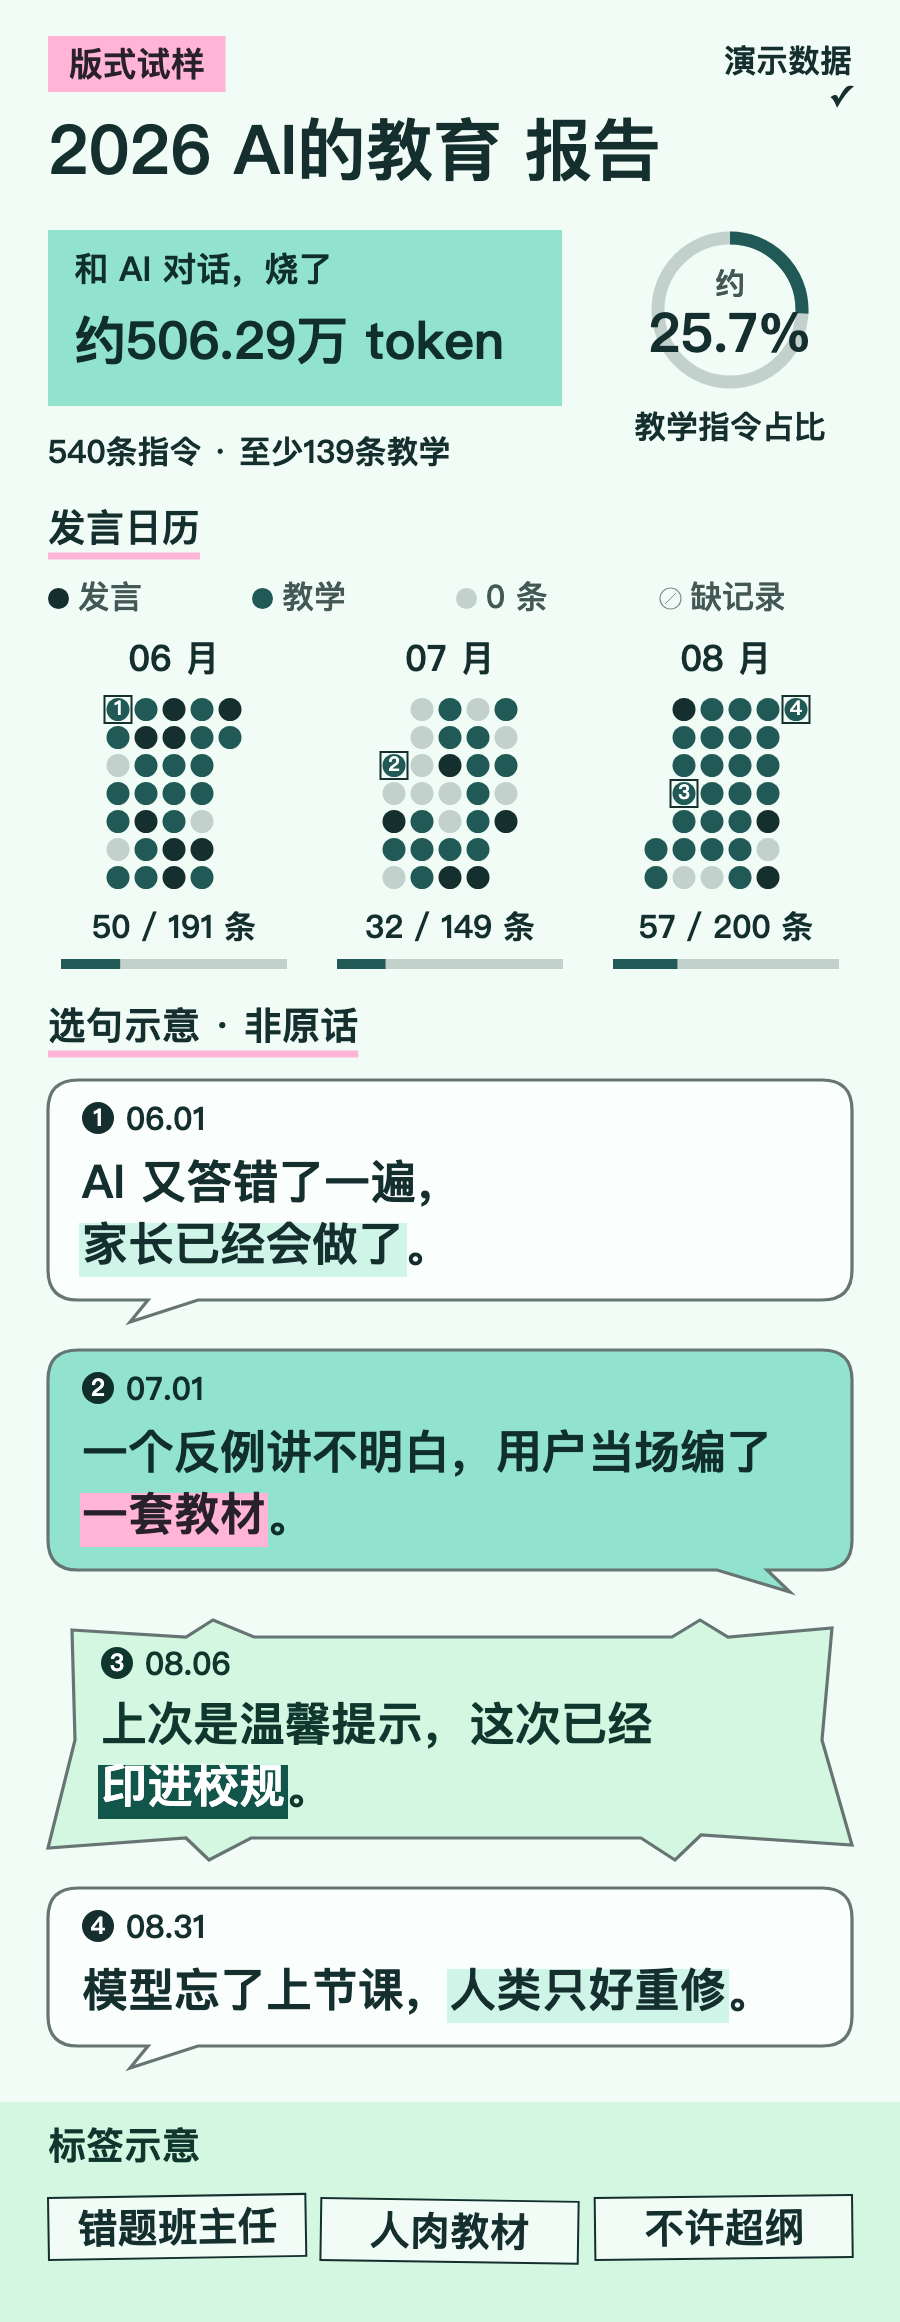 版式试样
演示数据
✓
2026 AI的教育 报告
和 AI 对话，烧了
约506.29万 token
约
25.7%
教学指令占比
540条指令 · 至少139条教学
发言日历
发言 教学 0 条 缺记录
06 月 07 月 08 月
1
4
2
3
50 / 191 条 32 / 149 条 57 / 200 条
选句示意 · 非原话
1 06.01
AI 又答错了一遍，
家长已经会做了。
2 07.01
一个反例讲不明白，用户当场编了
一套教材。
3 08.06
上次是温馨提示，这次已经
印进校规。
4 08.31
模型忘了上节课，人类只好重修。
标签示意
错题班主任 人肉教材 不许超纲